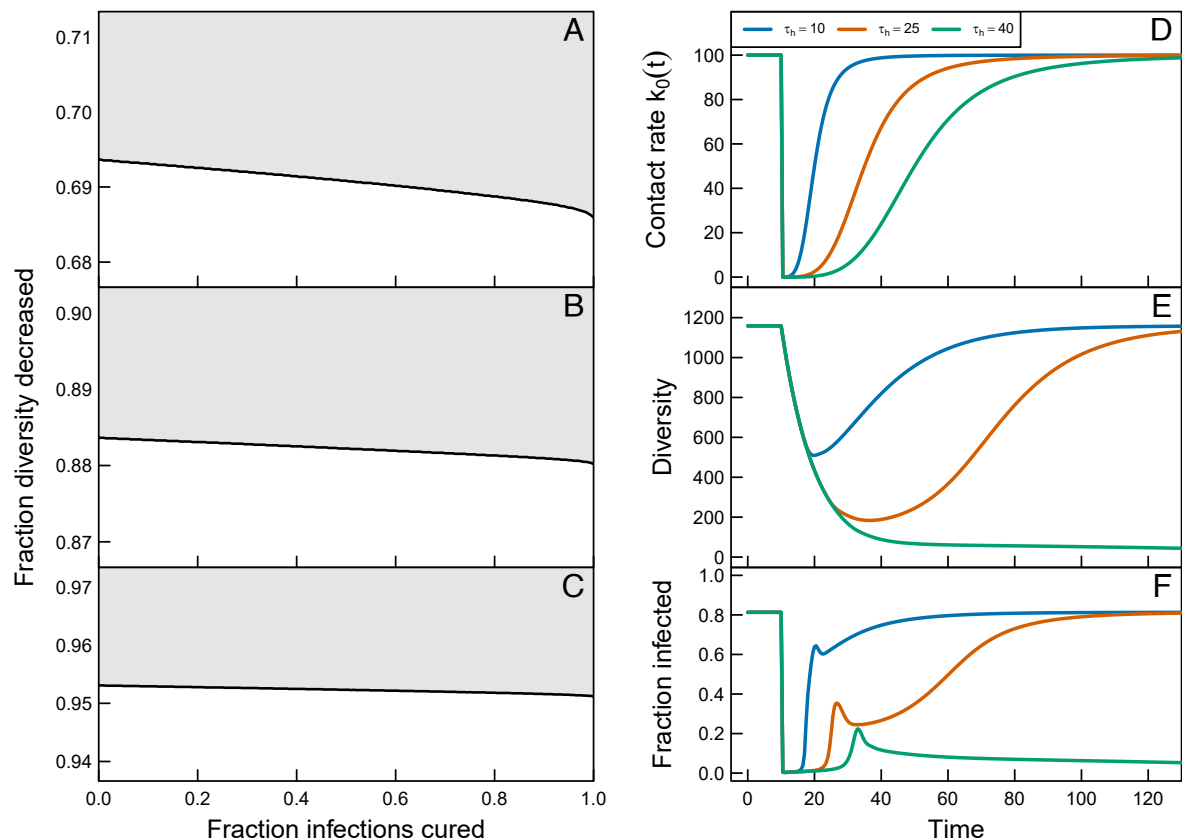 A
0.71
0.70
0.69
0.68
B
0.90
0.89
0.88
0.87
C
0.97
0.96
0.95
0.94
0.0 0.2 0.4 0.6 0.8 1.0
Fraction infections cured
Fraction diversity decreased
τh = 10 τh = 25 τh = 40
D
100
80
60
40
20
0
Contact rate k0(t)
E
1200
1000
800
600
400
200
0
Diversity
F
1.0
0.8
0.6
0.4
0.2
0.0
Fraction infected
0 20 40 60 80 100 120
Time